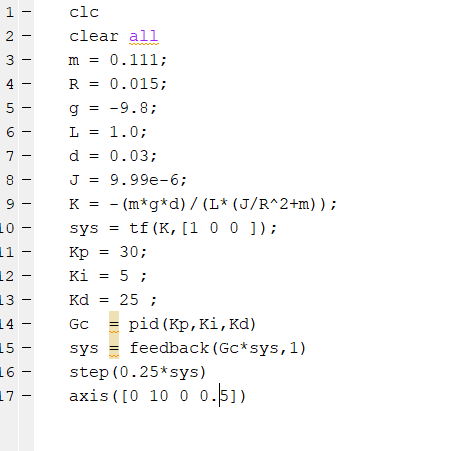 1 – clc
2 – clear all
3 – m = 0.111;
4 – R = 0.015;
5 – g = -9.8;
6 – L = 1.0;
7 – d = 0.03;
8 – J = 9.99e-6;
9 – K = -(m*g*d)/(L*(J/R^2+m));
10 – sys = tf(K,[1 0 0 ]);
11 – Kp = 30;
12 – Ki = 5 ;
13 – Kd = 25 ;
14 – Gc  = pid(Kp,Ki,Kd)
15 – sys = feedback(Gc*sys,1)
16 – step(0.25*sys)
17 – axis([0 10 0 0.5])